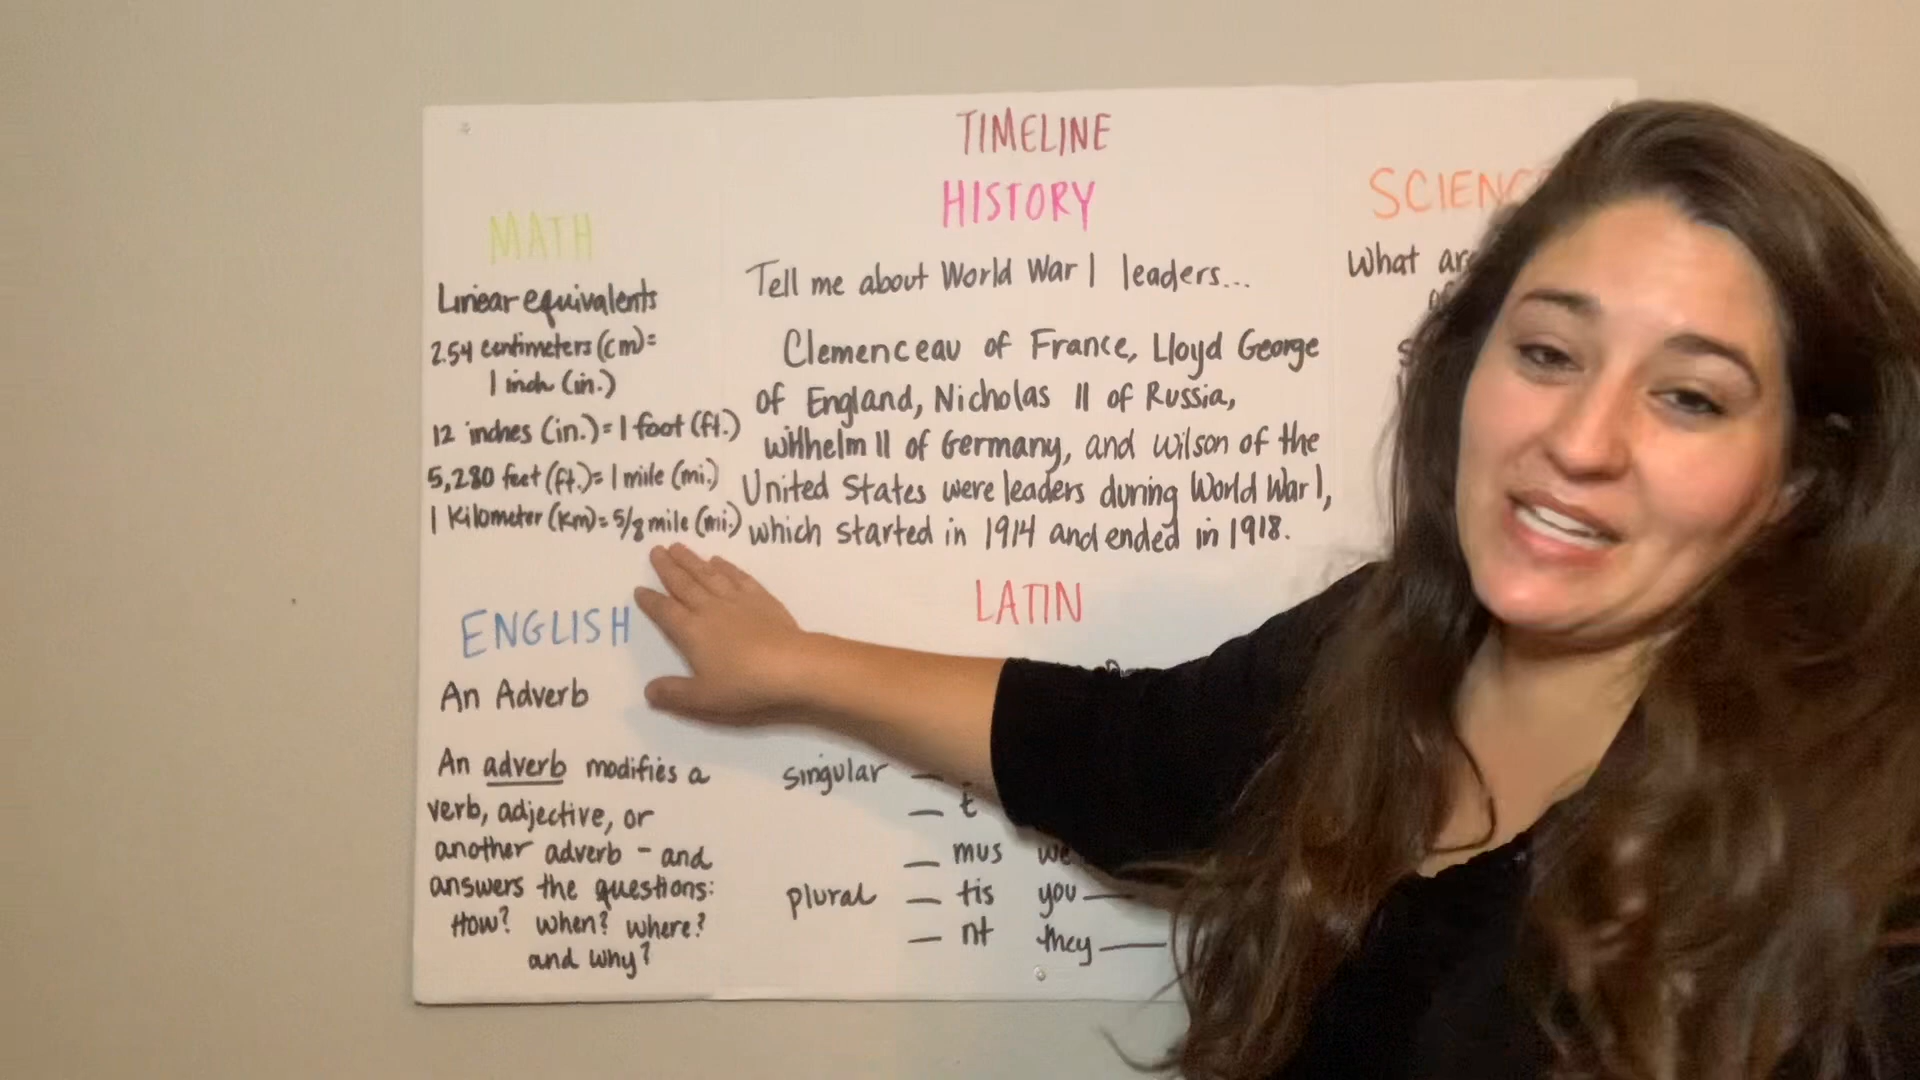 TIMELINE
HISTORY
Tell me about World War I leaders...
Clemenceau of France, Lloyd George
of England, Nicholas II of Russia,
Wilhelm II of Germany, and Wilson of the
United States were leaders during World War I,
which started in 1914 and ended in 1918.
MATH
Linear equivalents
2.54 centimeters (cm)=
1 inch (in.)
12 inches (in.)= 1 foot (ft.)
5,280 feet (ft.)= 1 mile (mi.)
1 Kilometer (km)= 5/8 mile (mi.)
ENGLISH
An Adverb
An adverb modifies a
verb, adjective, or
another adverb - and
answers the questions:
How? When? Where?
and why?
LATIN
singular —
— t
— mus we
plural — tis you —
— nt they —
What